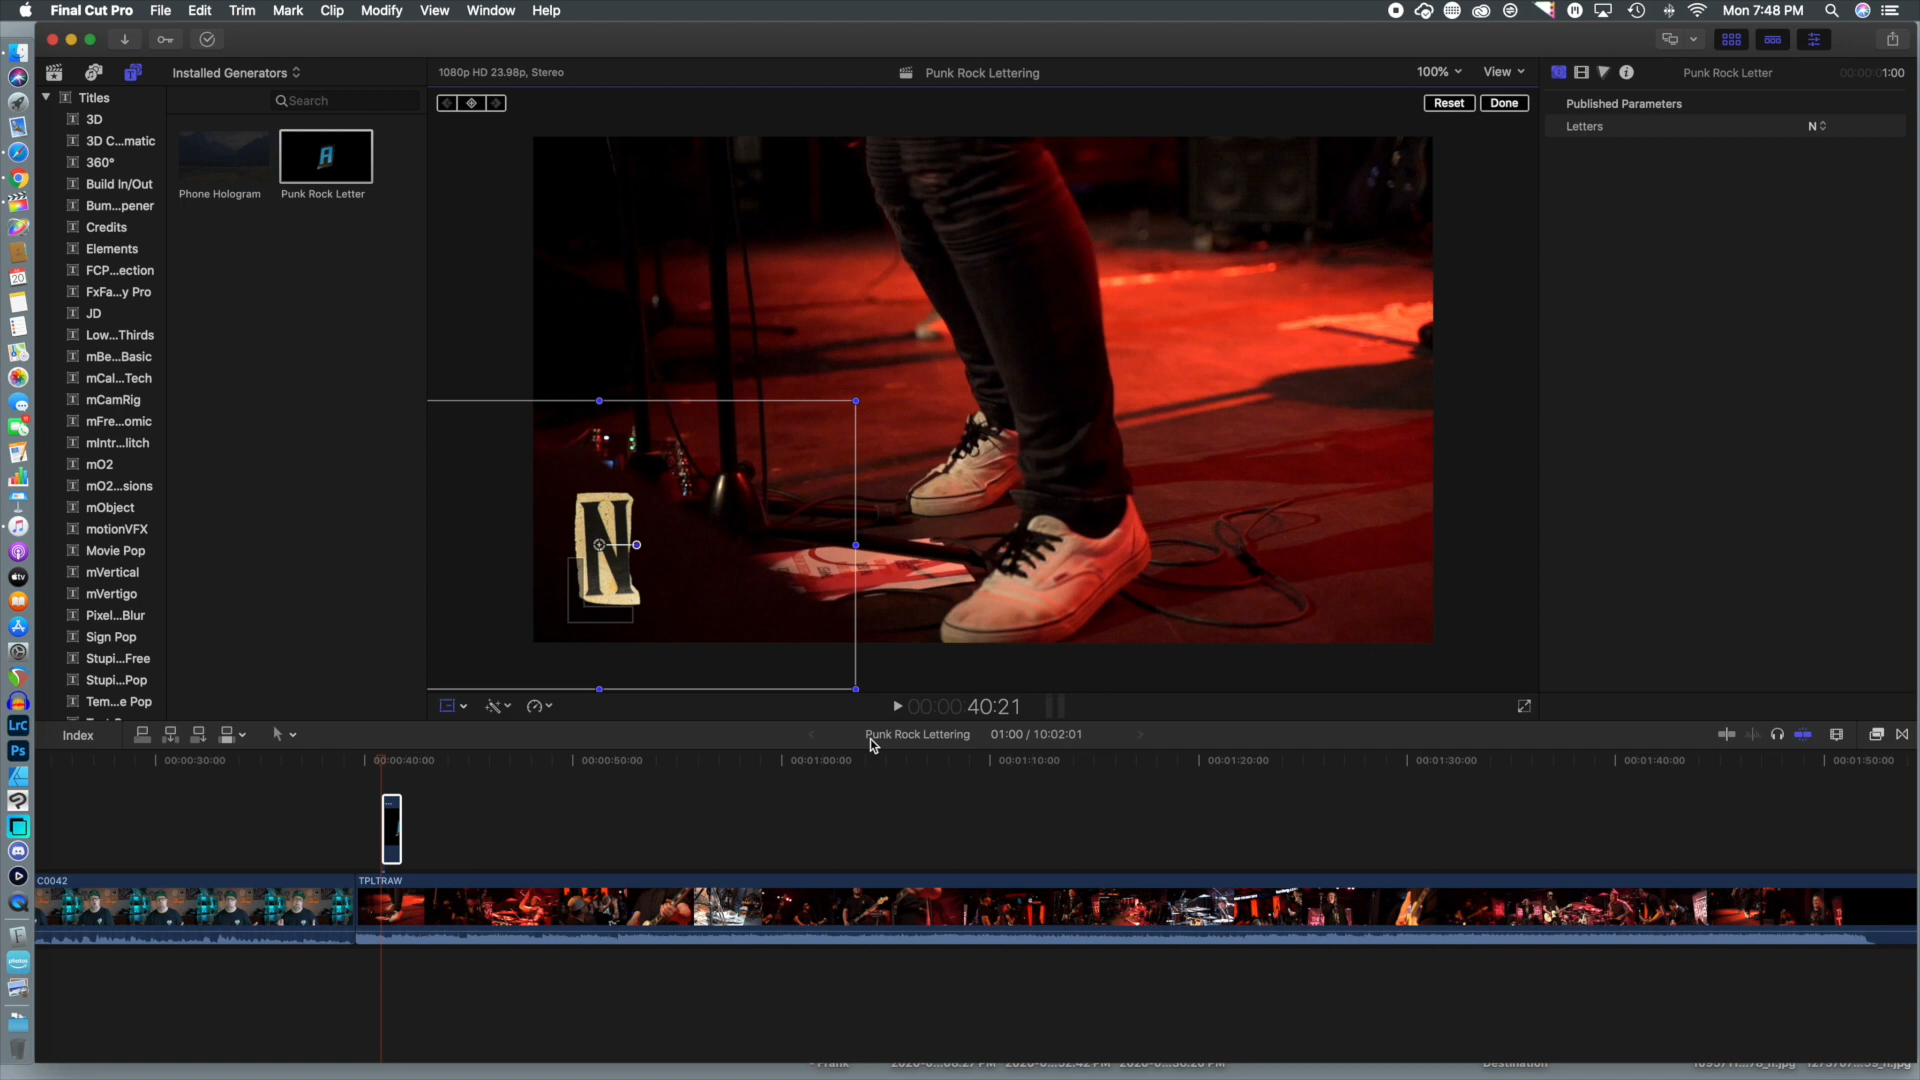 Final Cut Pro File Edit Trim Mark Clip Modify View Window Help
Mon 7:48 PM
Installed Generators
1080p HD 23.98p, Stereo
Punk Rock Lettering
100%
View
Punk Rock Letter
1:00
Titles
Search
Reset
Done
Published Parameters
Letters
N
3D
3D C...matic
360°
Build In/Out
Bum...pener
Credits
Elements
FCP...ection
FxFa...y Pro
JD
Low...Thirds
mBe...Basic
mCal...Tech
mCamRig
mFre...omic
mIntr...litch
mO2
mO2...sions
mObject
motionVFX
Movie Pop
mVertical
mVertigo
Pixel...Blur
Sign Pop
Stupi...Free
Stupi...Pop
Tem...e Pop
A
Phone Hologram
Punk Rock Letter
N
20
tv
LrC
Ps
photos
00:00:40:21
Index
Punk Rock Lettering
01:00 / 10:02:01
00:00:30:00
00:00:40:00
00:00:50:00
00:01:00:00
00:01:10:00
00:01:20:00
00:01:30:00
00:01:40:00
00:01:50:00
C0042
TPLTRAW